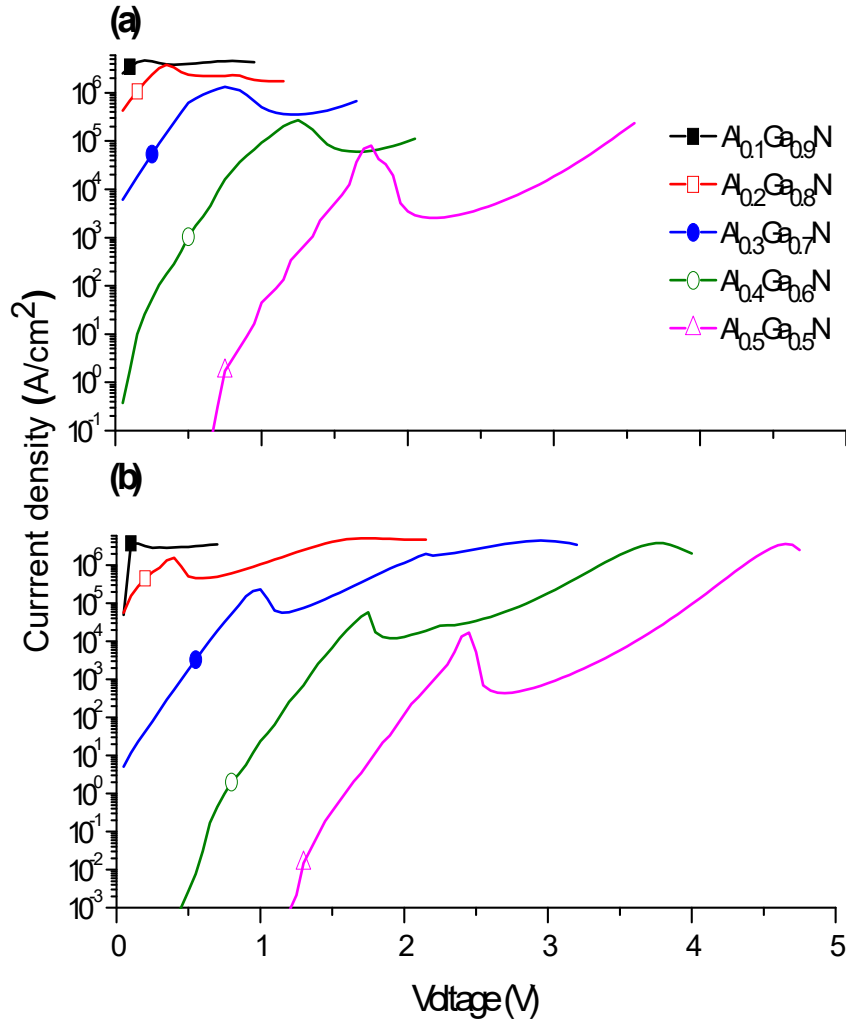 (a)
10^6
10^5
10^4
10^3
10^2
10^1
10^0
10^-1
Al0.1Ga0.9N
Al0.2Ga0.8N
Al0.3Ga0.7N
Al0.4Ga0.6N
Al0.5Ga0.5N
Currrent density (A/cm^2)
(b)
10^6
10^5
10^4
10^3
10^2
10^1
10^0
10^-1
10^-2
10^-3
0 1 2 3 4 5
Voltage (V)